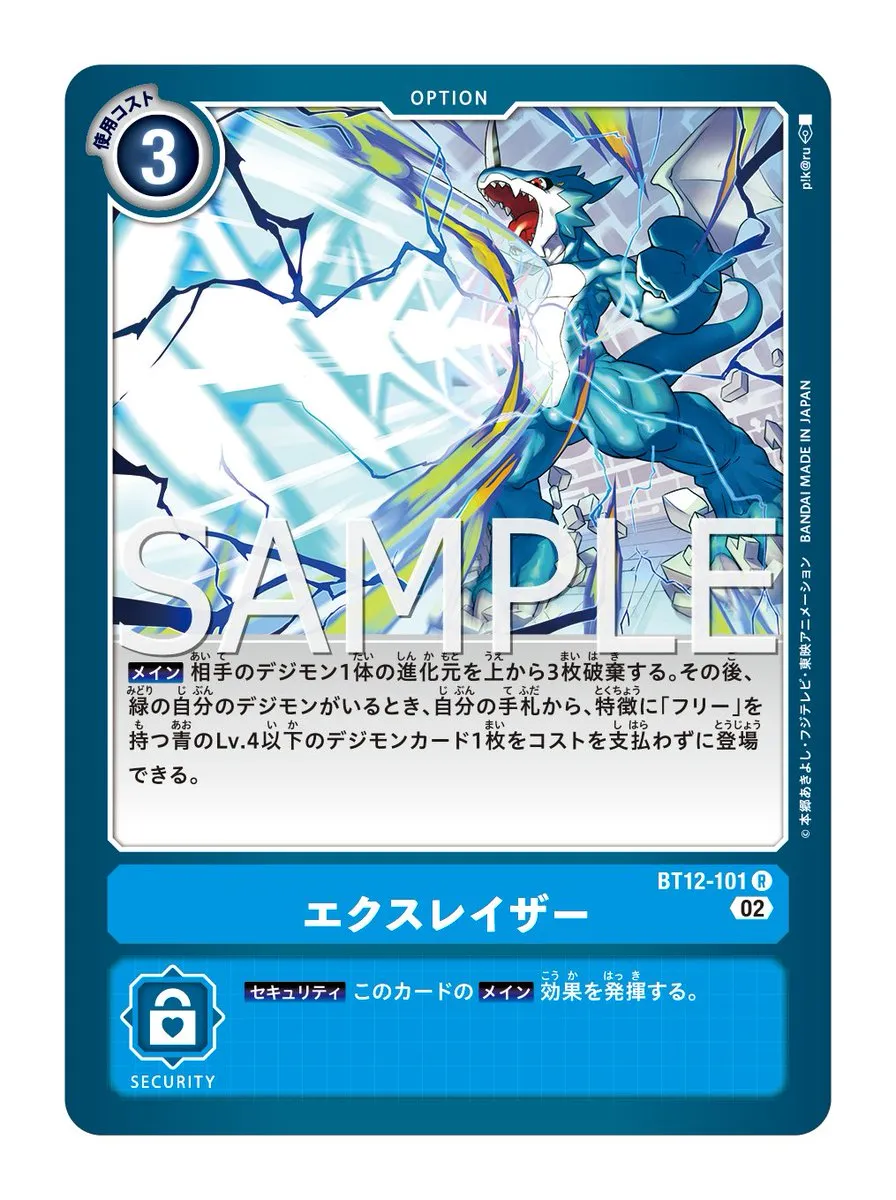 OPTION
使用コスト
3
p!k@ru
SAMPLE
メイン 相手のデジモン1体の進化元を上から3枚破棄する。その後、
緑の自分のデジモンがいるとき、自分の手札から、特徴に「フリー」を
持つ青のLv.4以下のデジモンカード1枚をコストを支払わずに登場
できる。
© 本郷あきよし・フジテレビ・東映アニメーション BANDAI MADE IN JAPAN
BT12-101 R
エクスレイザー
02
セキュリティ このカードの メイン 効果を発揮する。
SECURITY